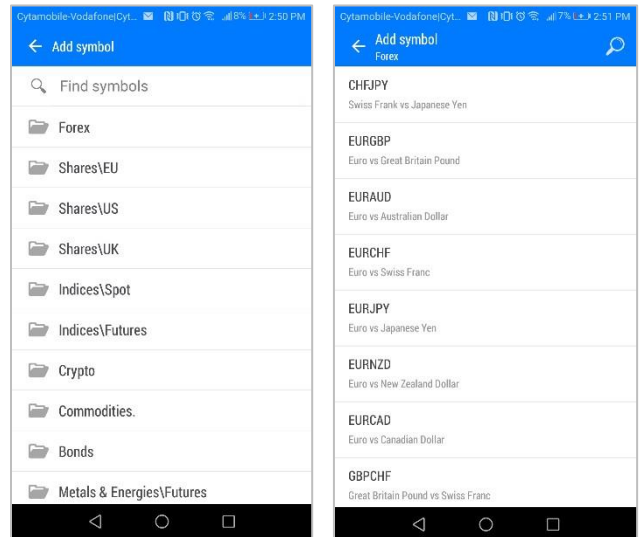 Cytamobile-Vodafone|Cyt... 8% 2:50 PM
Add symbol
Find symbols
Forex
Shares\EU
Shares\US
Shares\UK
Indices\Spot
Indices\Futures
Crypto
Commodities.
Bonds
Metals & Energies\Futures
Cytamobile-Vodafone|Cyt... 7% 2:51 PM
Add symbol
Forex
CHFJPY
Swiss Frank vs Japanese Yen
EURGBP
Euro vs Great Britain Pound
EURAUD
Euro vs Australian Dollar
EURCHF
Euro vs Swiss Franc
EURJPY
Euro vs Japanese Yen
EURNZD
Euro vs New Zealand Dollar
EURCAD
Euro vs Canadian Dollar
GBPCHF
Great Britain Pound vs Swiss Franc